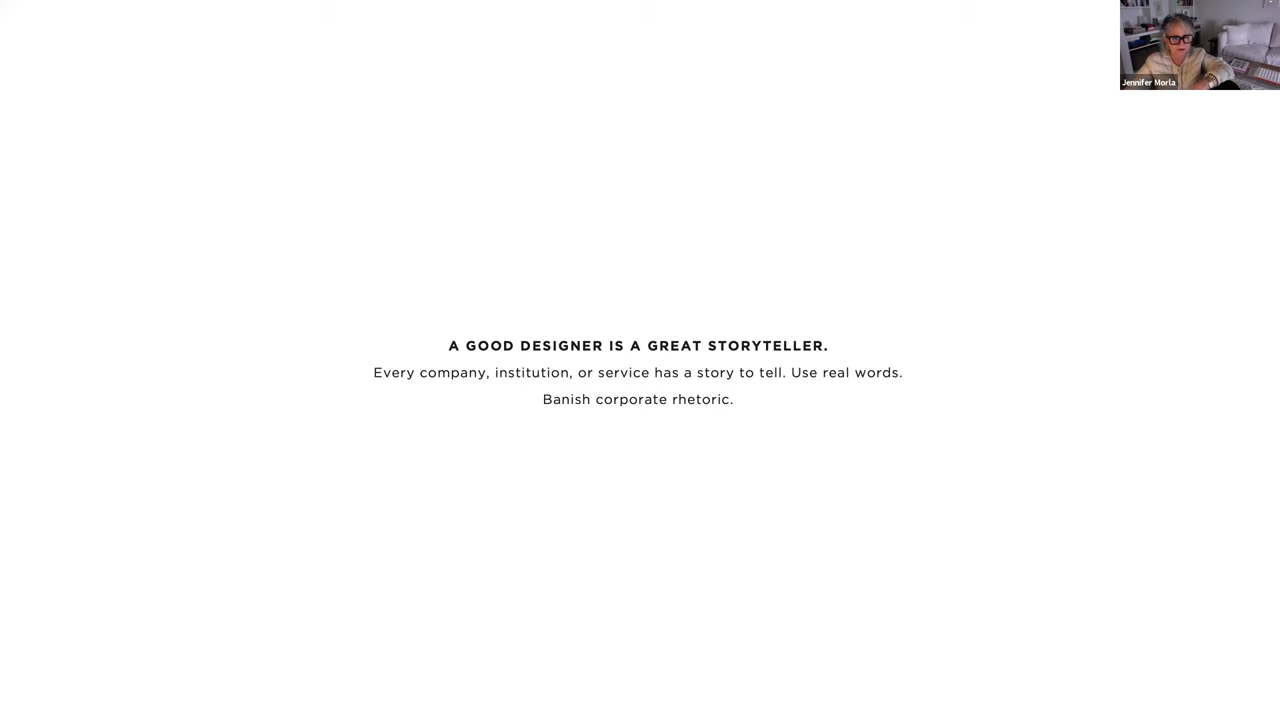 Jennifer Morla
A GOOD DESIGNER IS A GREAT STORYTELLER.
Every company, institution, or service has a story to tell. Use real words.
Banish corporate rhetoric.